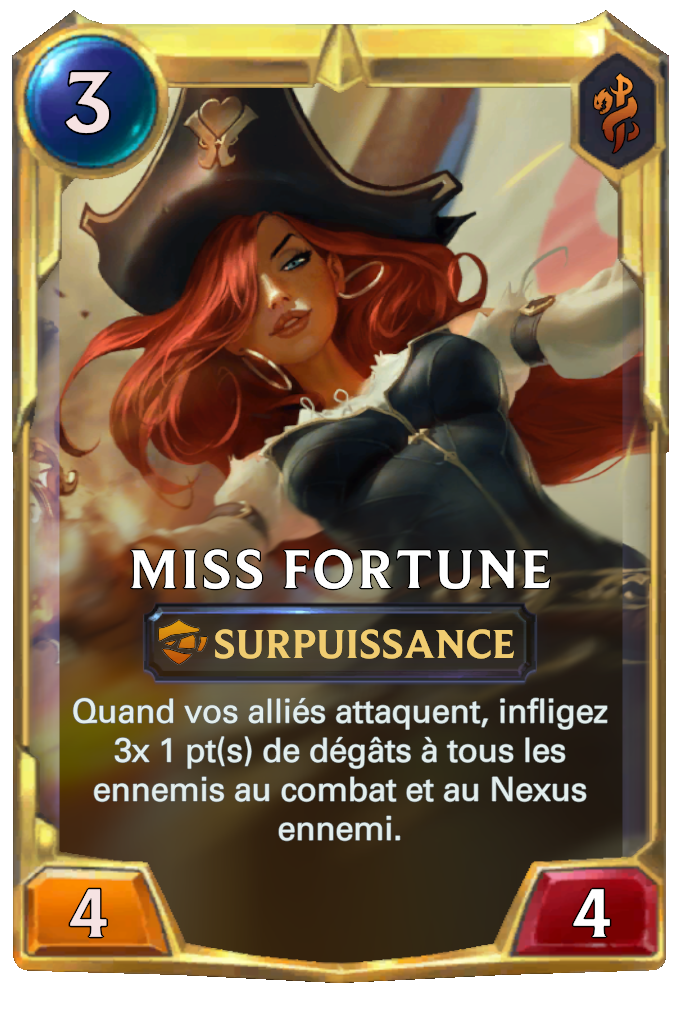 3
MISS FORTUNE
SURPUISSANCE
Quand vos alliés attaquent, infligez
3x 1 pt(s) de dégâts à tous les
ennemis au combat et au Nexus
ennemi.
4
4